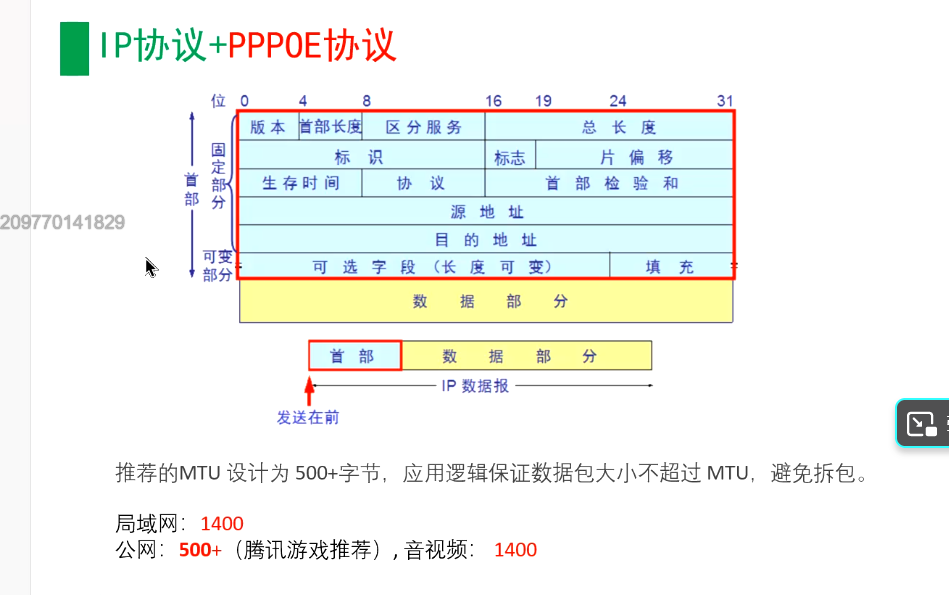 IP协议+PPPOE协议
位 0 4 8 16 19 24 31
版本 首部长度 区分服务 总长度
标识 标志 片偏移
生存时间 协议 首部检验和
源地址
目的地址
可选字段（长度可变） 填充
数据部分
首部
固定部分
可变部分
209770141829
首部 数据部分
IP 数据报
发送在前
推荐的MTU 设计为 500+字节，应用逻辑保证数据包大小不超过 MTU，避免拆包。
局域网：1400
公网：500+（腾讯游戏推荐）, 音视频： 1400